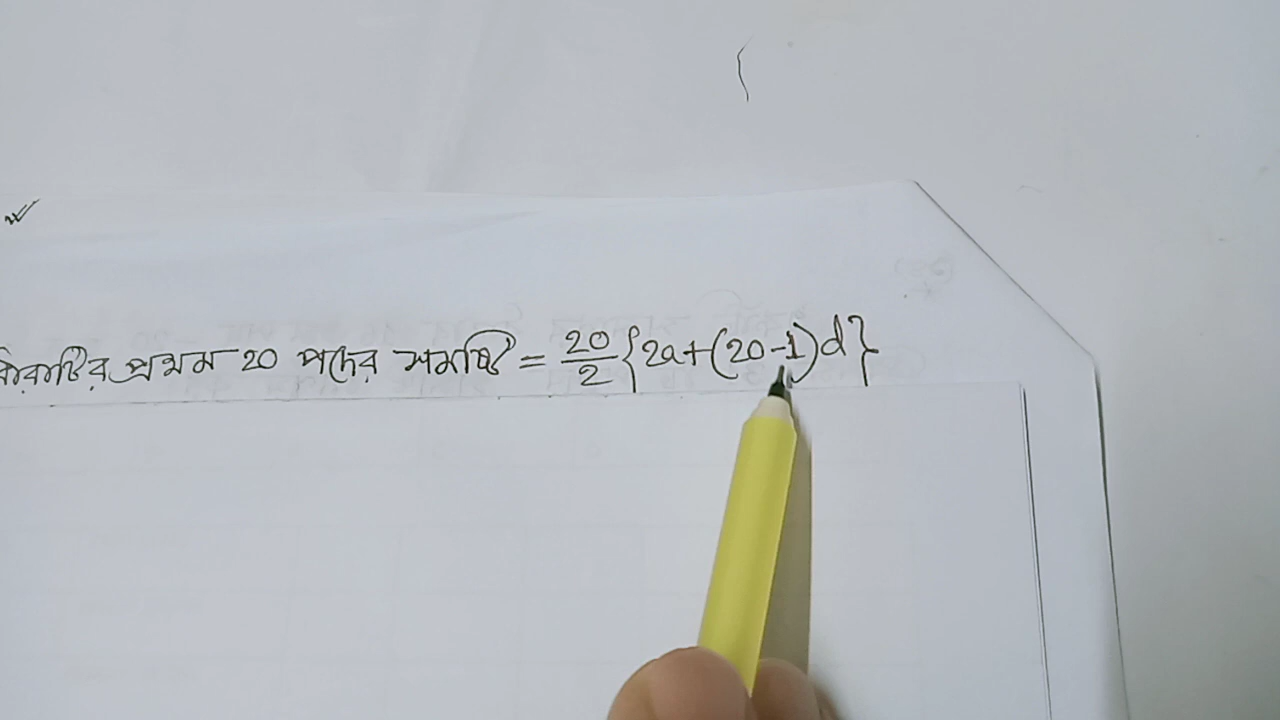 প্রথম 20 পদের সমষ্টি = 20/2 {2a+(20-1)d}